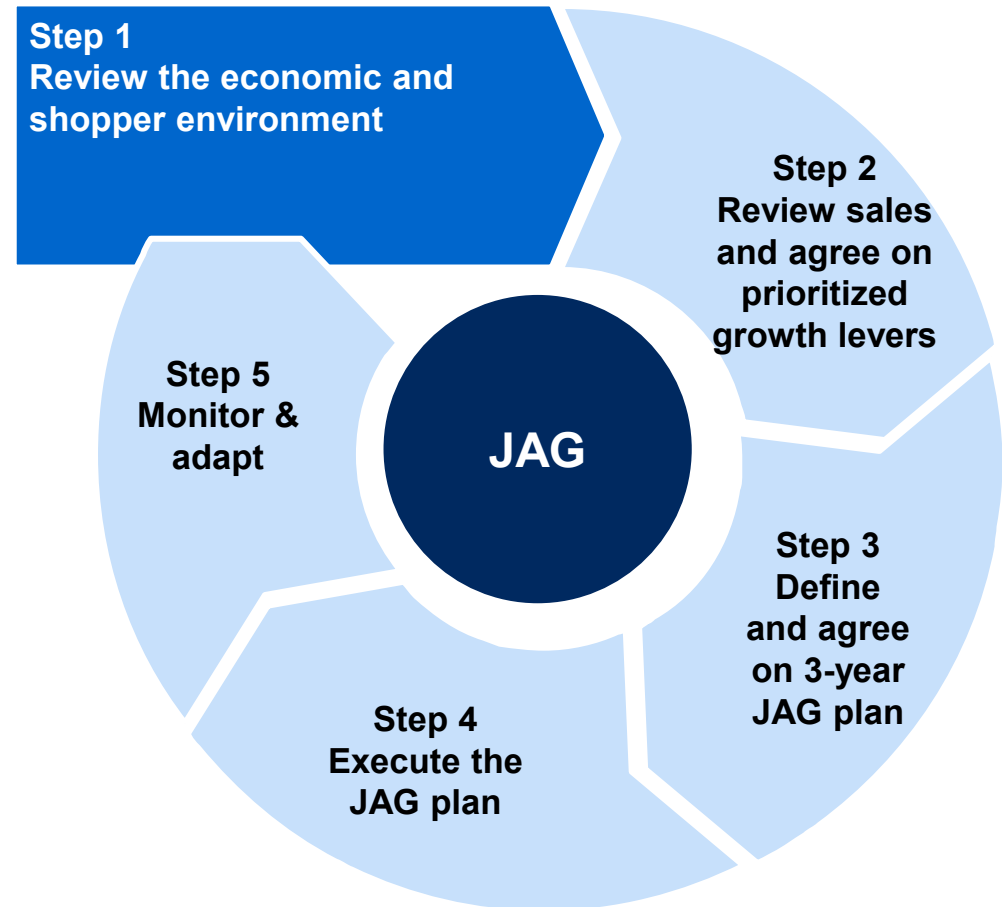 Step 1
Review the economic and
shopper environment
Step 2
Review sales
and agree on
prioritized
growth levers
Step 3
Define
and agree
on 3-year
JAG plan
Step 4
Execute the
JAG plan
Step 5
Monitor &
adapt
JAG